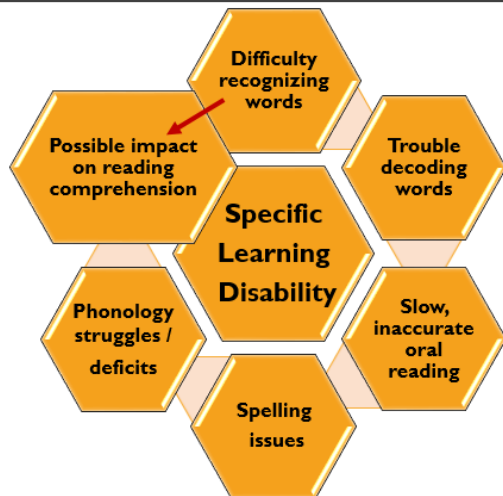 Difficulty
recognizing
words
Possible impact
on reading
comprehension
Trouble
decoding
words
Specific
Learning
Disability
Phonology
struggles /
deficits
Slow,
inaccurate
oral
reading
Spelling
issues